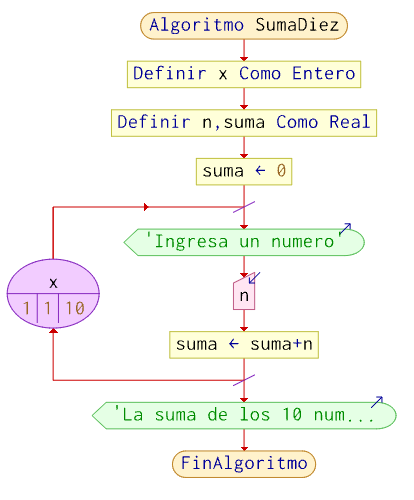 Algoritmo SumaDiez
Definir x Como Entero
Definir n,suma Como Real
suma ← 0
'Ingresa un numero'
x
1 1 10
n
suma ← suma+n
'La suma de los 10 num...
FinAlgoritmo